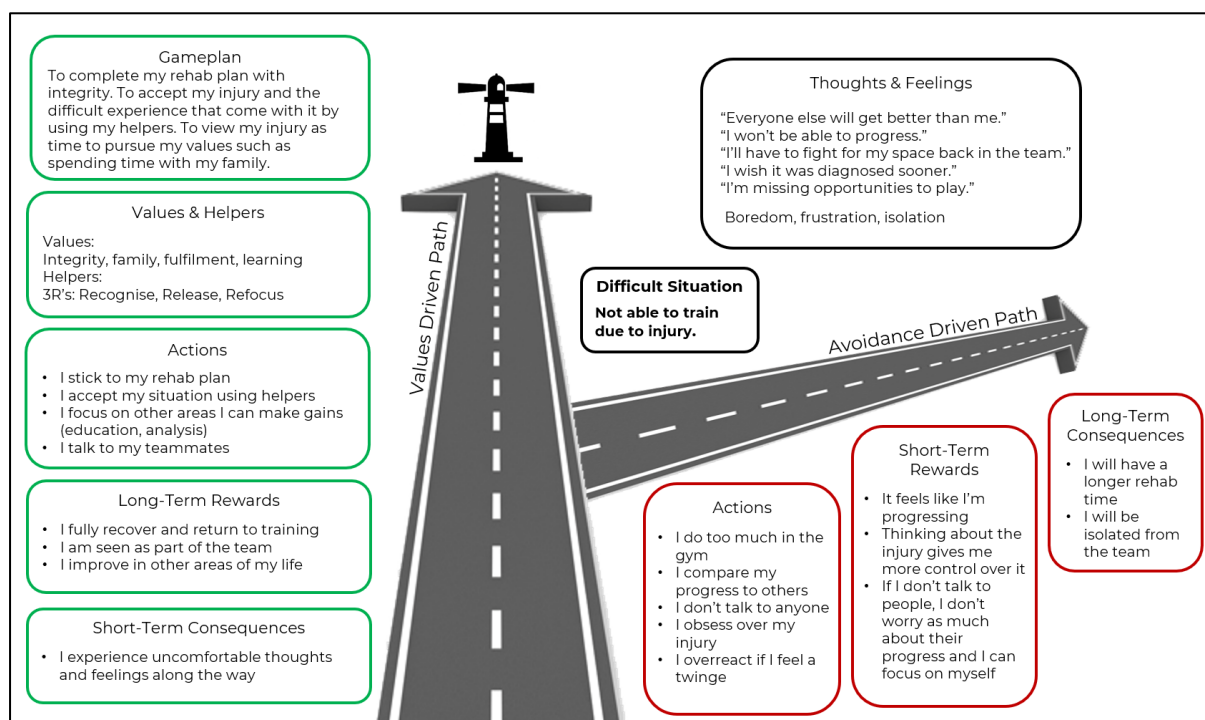 Gameplan
To complete my rehab plan with
integrity. To accept my injury and the
difficult experience that come with it by
using my helpers. To view my injury as
time to pursue my values such as
spending time with my family.
Values & Helpers
Values:
Integrity, family, fulfilment, learning
Helpers:
3R's: Recognise, Release, Refocus
Actions
• I stick to my rehab plan
• I accept my situation using helpers
• I focus on other areas I can make gains
(education, analysis)
• I talk to my teammates
Long-Term Rewards
• I fully recover and return to training
• I am seen as part of the team
• I improve in other areas of my life
Short-Term Consequences
• I experience uncomfortable thoughts
and feelings along the way
Values Driven Path
Thoughts & Feelings
“Everyone else will get better than me.”
“I won’t be able to progress.”
“I’ll have to fight for my space back in the team.”
“I wish it was diagnosed sooner.”
“I’m missing opportunities to play.”
Boredom, frustration, isolation
Difficult Situation
Not able to train
due to injury.
Avoidance Driven Path
Actions
• I do too much in the
gym
• I compare my
progress to others
• I don’t talk to anyone
• I obsess over my
injury
• I overreact if I feel a
twinge
Short-Term
Rewards
• It feels like I’m
progressing
• Thinking about the
injury gives me
more control over it
• If I don’t talk to
people, I don’t
worry as much
about their
progress and I can
focus on myself
Long-Term
Consequences
• I will have a
longer rehab
time
• I will be
isolated from
the team